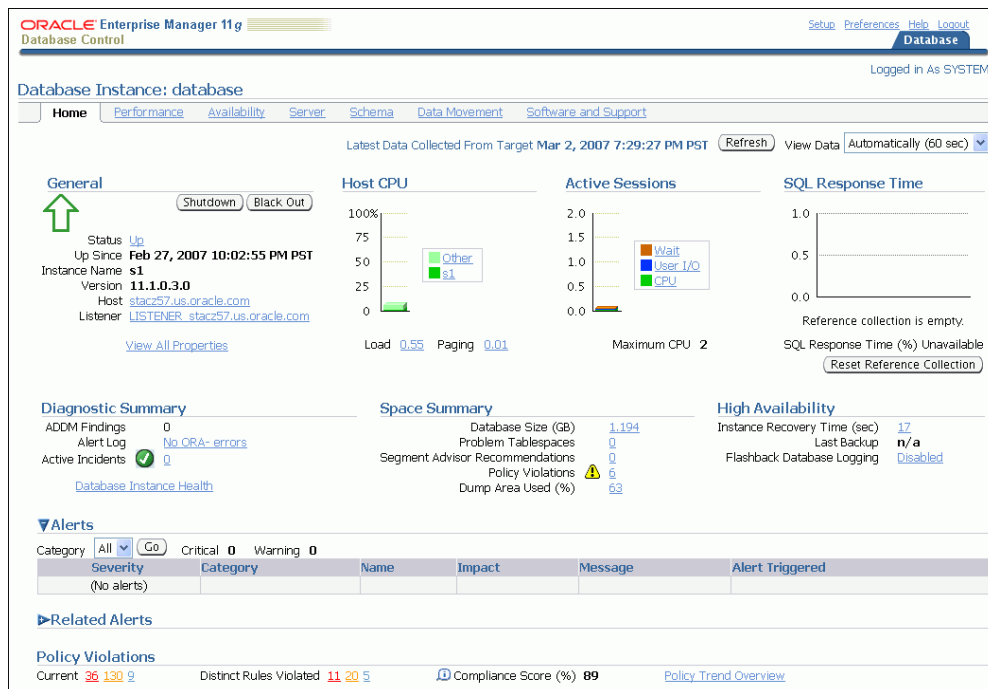 ORACLE Enterprise Manager 11g
Database Control
Setup Preferences Help Logout
Database
Logged in As SYSTEM
Database Instance: database
Home Performance Availability Server Schema Data Movement Software and Support
Latest Data Collected From Target Mar 2, 2007 7:29:27 PM PST Refresh View Data Automatically (60 sec)
General
Shutdown Black Out
Status Up
Up Since Feb 27, 2007 10:02:55 PM PST
Instance Name s1
Version 11.1.0.3.0
Host stacz57.us.oracle.com
Listener LISTENER_stacz57.us.oracle.com
View All Properties
Host CPU
100%
75
50
25
0
Other
s1
Load 0.55 Paging 0.01
Active Sessions
2.0
1.5
1.0
0.5
0.0
Wait
User I/O
CPU
Maximum CPU 2
SQL Response Time
1.0
0.5
0.0
Reference collection is empty.
SQL Response Time (%) Unavailable
Reset Reference Collection
Diagnostic Summary
ADDM Findings 0
Alert Log No ORA- errors
Active Incidents 0
Database Instance Health
Space Summary
Database Size (GB) 1.194
Problem Tablespaces 0
Segment Advisor Recommendations 0
Policy Violations 6
Dump Area Used (%) 63
High Availability
Instance Recovery Time (sec) 17
Last Backup n/a
Flashback Database Logging Disabled
Alerts
Category All Go Critical 0 Warning 0
Severity Category Name Impact Message Alert Triggered
(No alerts)
Related Alerts
Policy Violations
Current 36 130 9 Distinct Rules Violated 11 20 5 Compliance Score (%) 89 Policy Trend Overview